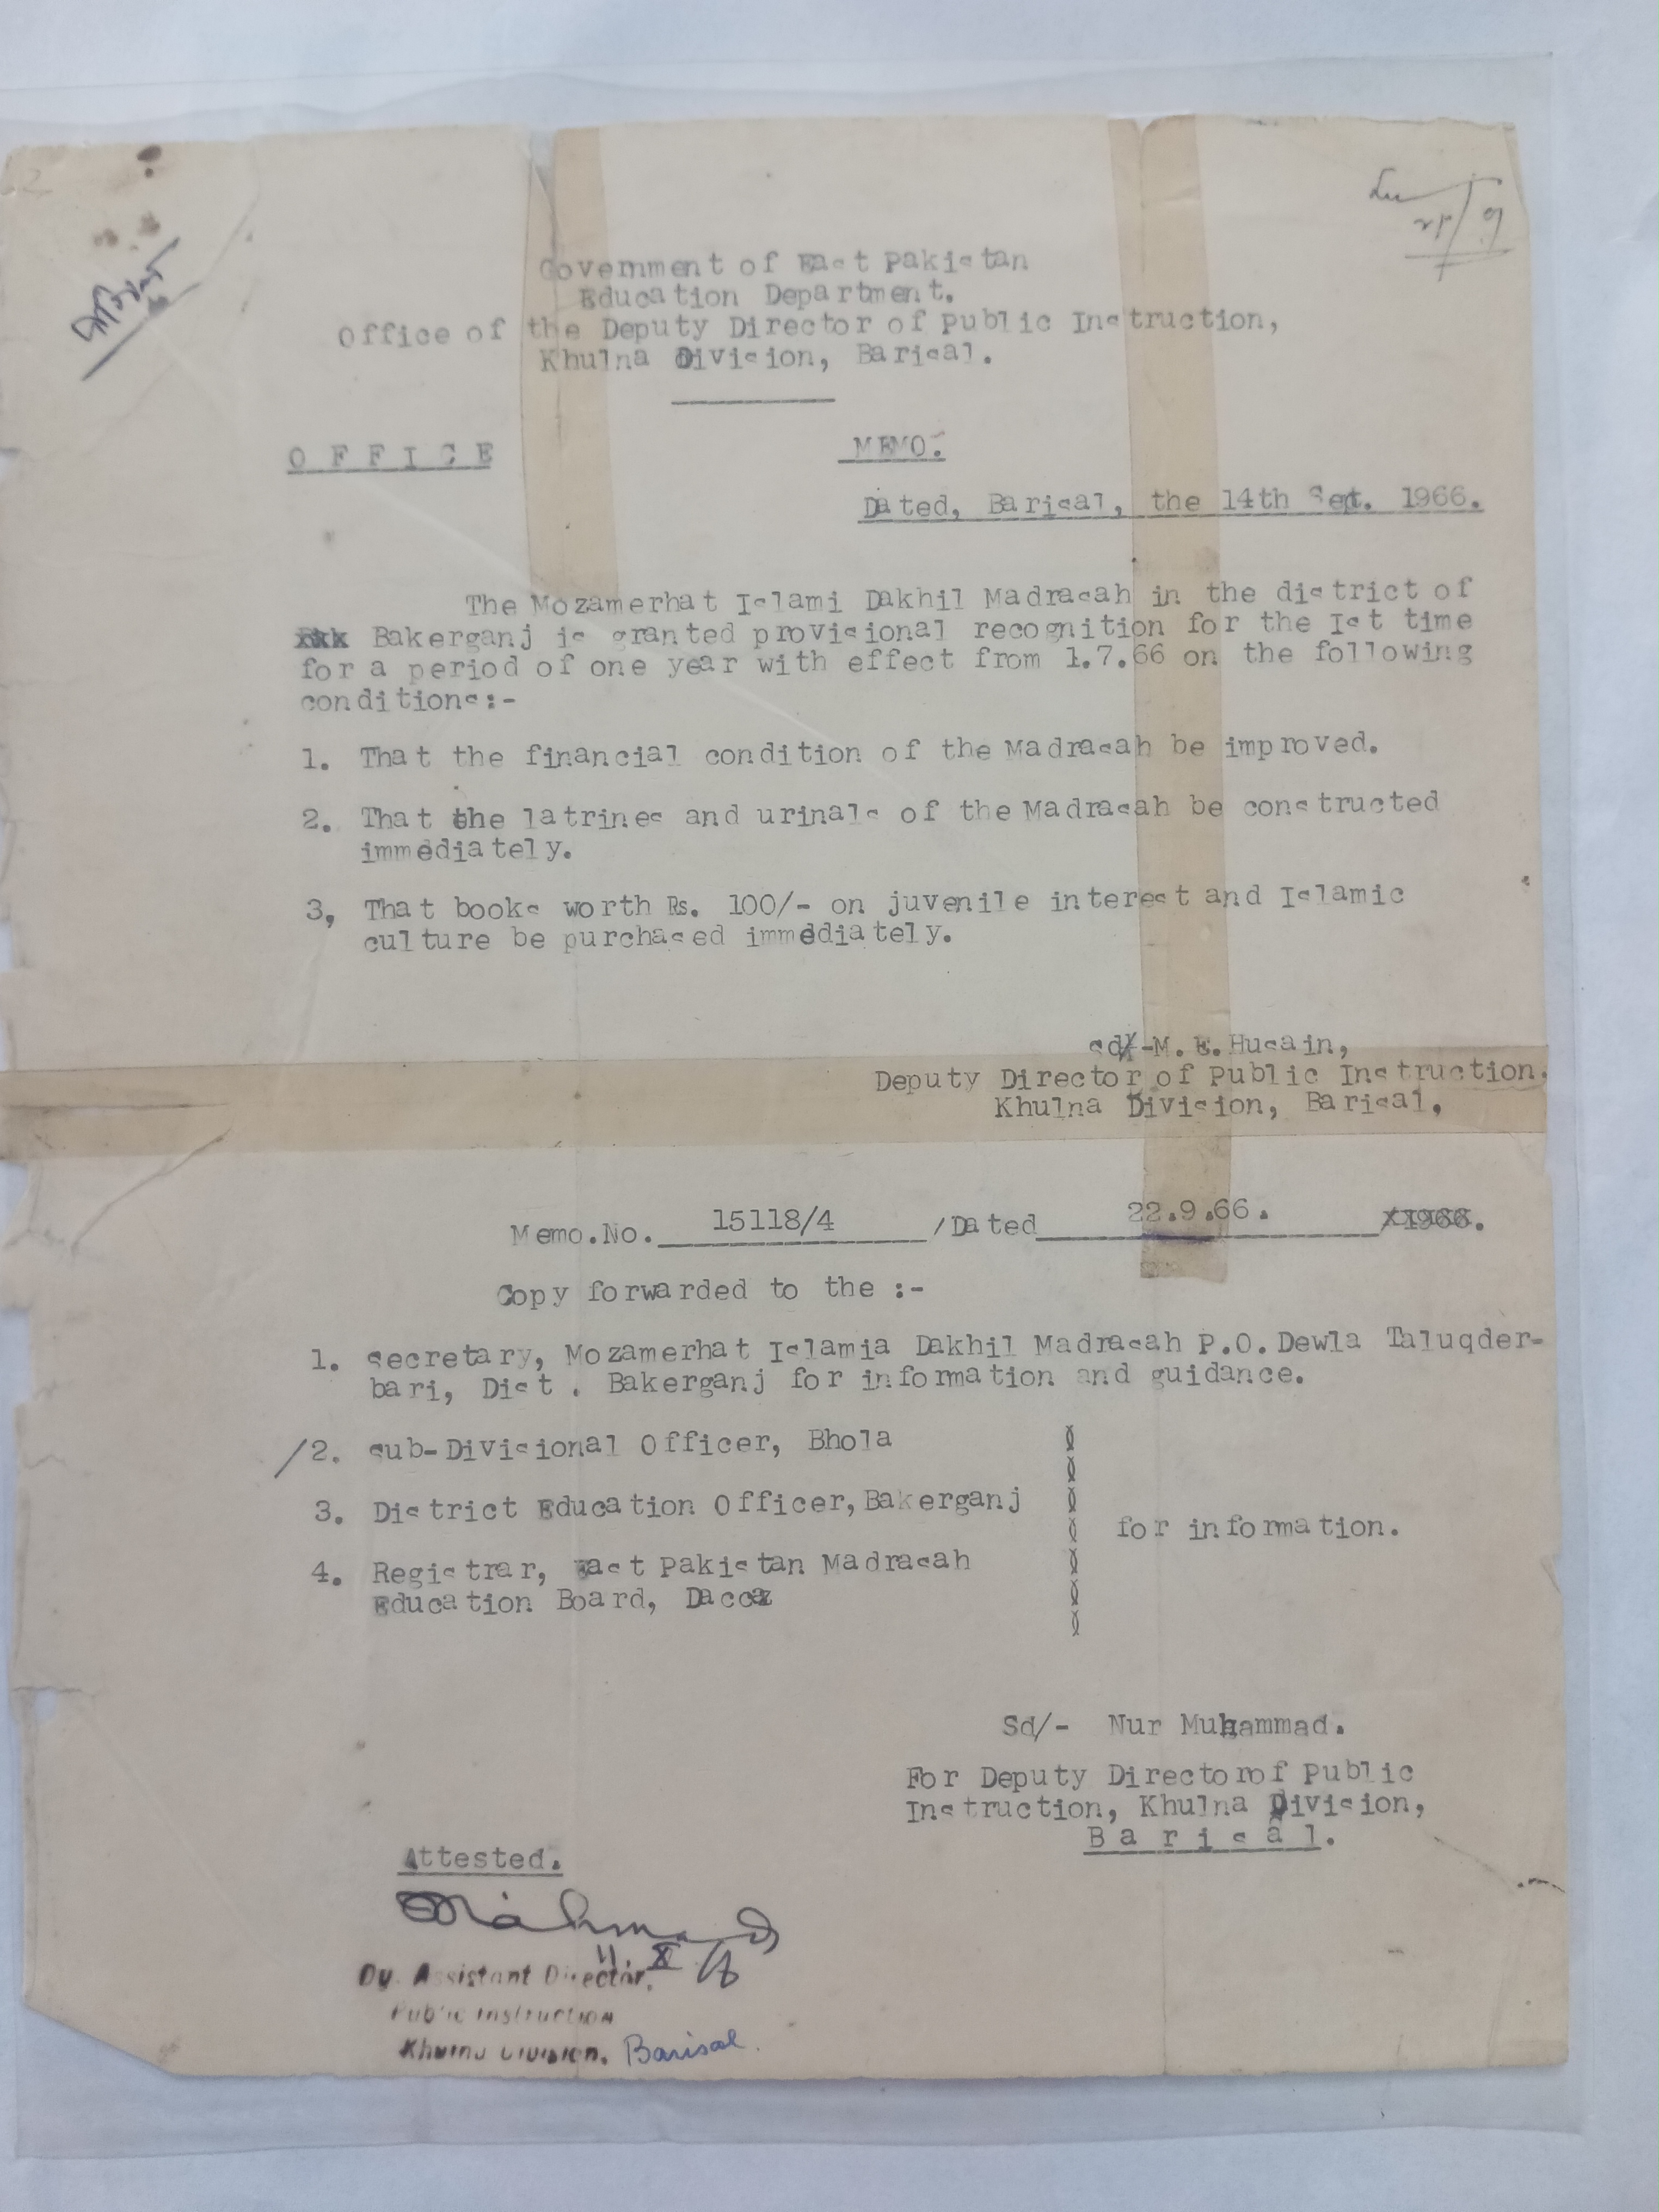 Government of East Pakistan
Education Department.
Office of the Deputy Director of Public Instruction,
Khulna Division, Barisal.
O F F I C E MEMO.
Dated, Barisal, the 14th Sept. 1966.
The Mozamerhat Islami Dakhil Madrasah in the district of
xxx Bakerganj is granted provisional recognition for the Ist time
for a period of one year with effect from 1.7.66 on the following
conditions:-
1. That the financial condition of the Madrasah be improved.
2. That the latrines and urinals of the Madrasah be constructed
immediately.
3, That books worth Rs. 100/- on juvenile interest and Islamic
culture be purchased immediately.
sd/-M. E. Husain,
Deputy Director of Public Instruction,
Khulna Division, Barisal,
Memo.No. 15118/4 /Dated 22.9.66. /1966.
Copy forwarded to the :-
1. Secretary, Mozamerhat Islamia Dakhil Madrasah P.O. Dewla Taluqder-
bari, Dist . Bakerganj for information and guidance.
/2. Sub-Divisional Officer, Bhola
3. District Education Officer, Bakerganj
for information.
4. Registrar, East Pakistan Madrasah
Education Board, Dacca
Sd/- Nur Muhammad.
For Deputy Director of Public
Instruction, Khulna Division,
B a r i s a l.
Attested.
Dy. Assistant Director.
Public Instruction
Khulna Division. Barisal.